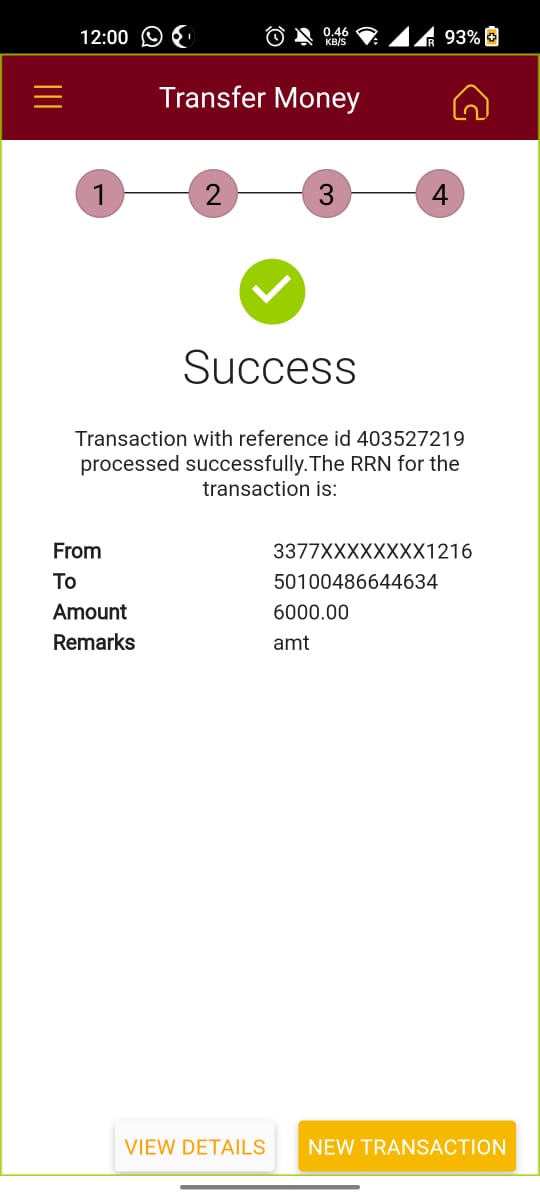 12:00 0.46 KB/S R 93%
Transfer Money
1 2 3 4
Success
Transaction with reference id 403527219
processed successfully.The RRN for the
transaction is:
From 3377XXXXXXXX1216
To 50100486644634
Amount 6000.00
Remarks amt
VIEW DETAILS NEW TRANSACTION